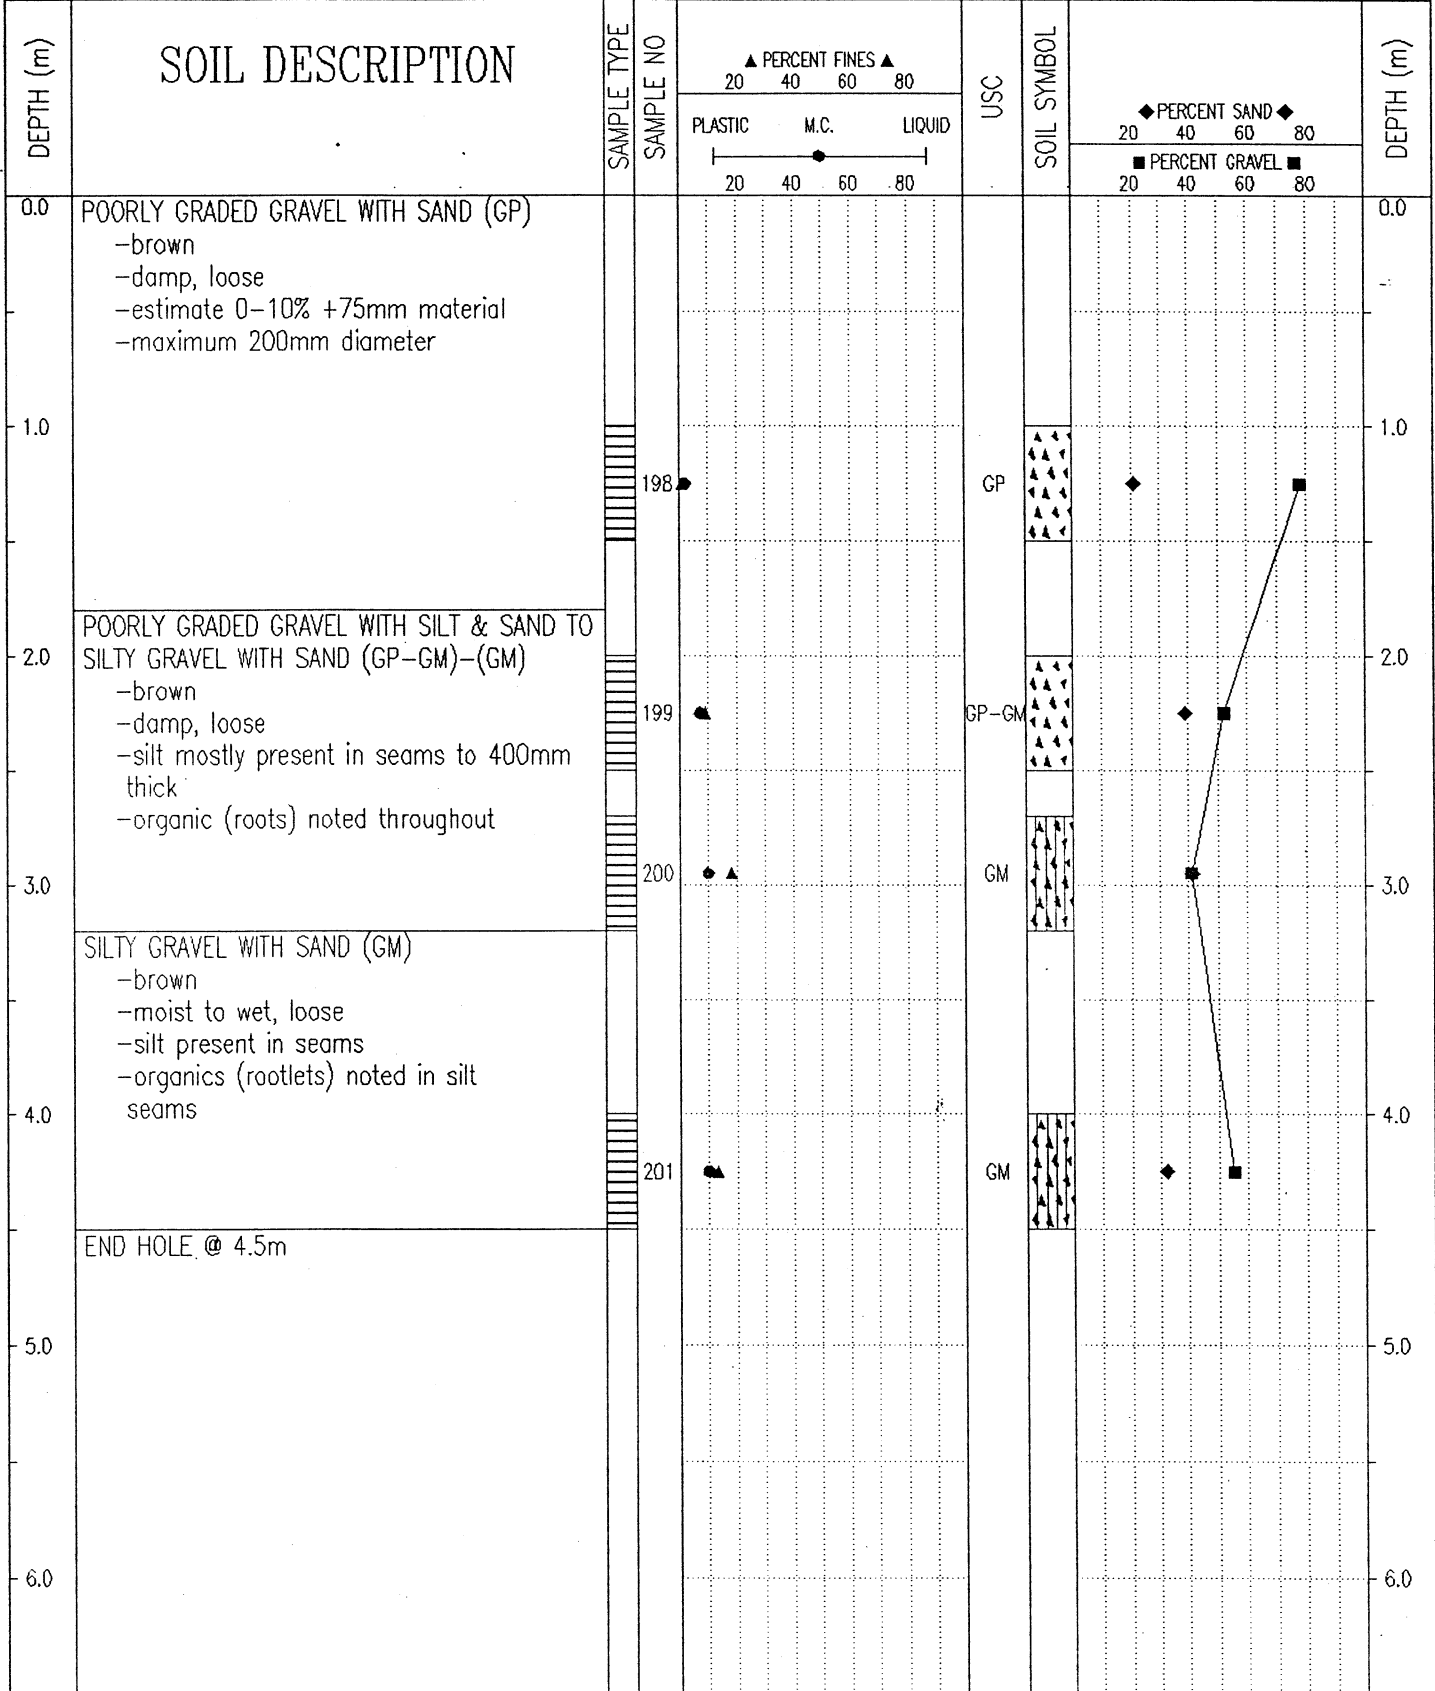 DEPTH (m)
SOIL DESCRIPTION
SAMPLE TYPE
SAMPLE NO
▲ PERCENT FINES ▲
20 40 60 80
PLASTIC M.C. LIQUID
20 40 60 80
USC
SOIL SYMBOL
◆PERCENT SAND◆
20 40 60 80
■ PERCENT GRAVEL ■
20 40 60 80
DEPTH (m)
0.0 POORLY GRADED GRAVEL WITH SAND (GP) 0.0
-brown
-damp, loose
-estimate 0-10% +75mm material
-maximum 200mm diameter
1.0 1.0
198 GP
POORLY GRADED GRAVEL WITH SILT & SAND TO
2.0 SILTY GRAVEL WITH SAND (GP-GM)-(GM) 2.0
-brown
199 GP-GM
-damp, loose
-silt mostly present in seams to 400mm
thick
-organic (roots) noted throughout
200 GM
3.0 3.0
SILTY GRAVEL WITH SAND (GM)
-brown
-moist to wet, loose
-silt present in seams
-organics (rootlets) noted in silt
seams
4.0 4.0
201 GM
END HOLE @ 4.5m
5.0 5.0
6.0 6.0